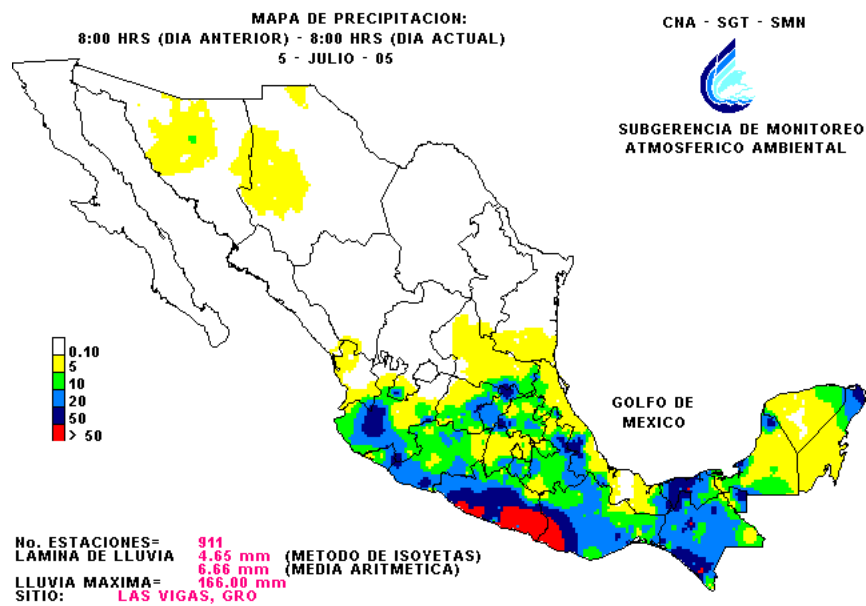 MAPA DE PRECIPITACION:
8:00 HRS (DIA ANTERIOR) - 8:00 HRS (DIA ACTUAL)
5 - JULIO - 05
CNA - SGT - SMN
SUBGERENCIA DE MONITOREO
ATMOSFERICO AMBIENTAL
0.10
5
10
20
50
> 50
GOLFO DE
MEXICO
No. ESTACIONES= 911
LAMINA DE LLUVIA 4.65 mm (METODO DE ISOYETAS)
6.66 mm (MEDIA ARITMETICA)
LLUVIA MAXIMA= 166.00 mm
SITIO: LAS VIGAS, GRO